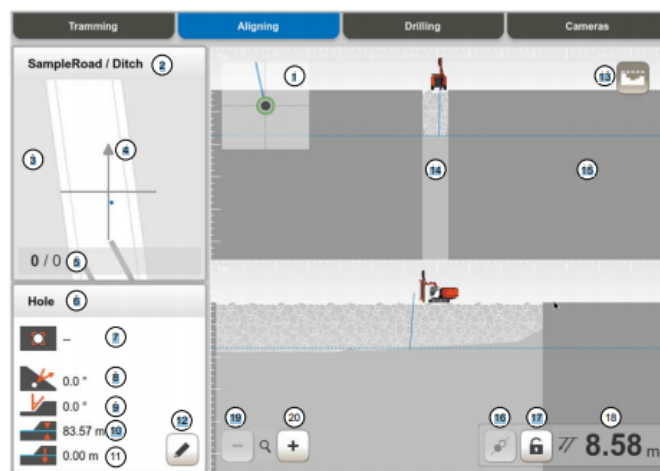 Tramming Aligning Drilling Cameras
SampleRoad / Ditch 2
1
13
3
4
14
15
0 / 0 5
Hole 6
-- 7
0.0 ° 8
0.0 ° 9
83.57 m 10
0.00 m 11
12
19
20
16
17
18
8.58 m